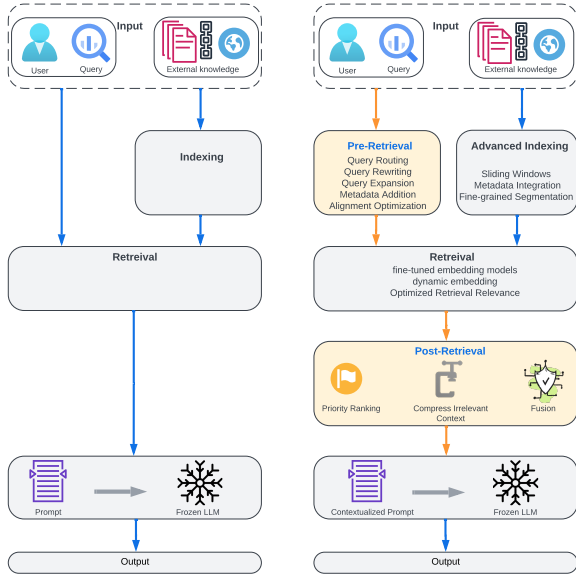 Input
User
Query
External knowledge
Indexing
Retreival
Prompt
Frozen LLM
Output
Input
User
Query
External knowledge
Pre-Retrieval
Query Routing
Query Rewriting
Query Expansion
Metadata Addition
Alignment Optimization
Advanced Indexing
Sliding Windows
Metadata Integration
Fine-grained Segmentation
Retreival
fine-tuned embedding models
dynamic embedding
Optimized Retrieval Relevance
Post-Retrieval
Priority Ranking
Compress Irrelevant
Context
Fusion
Contextualized Prompt
Frozen LLM
Output